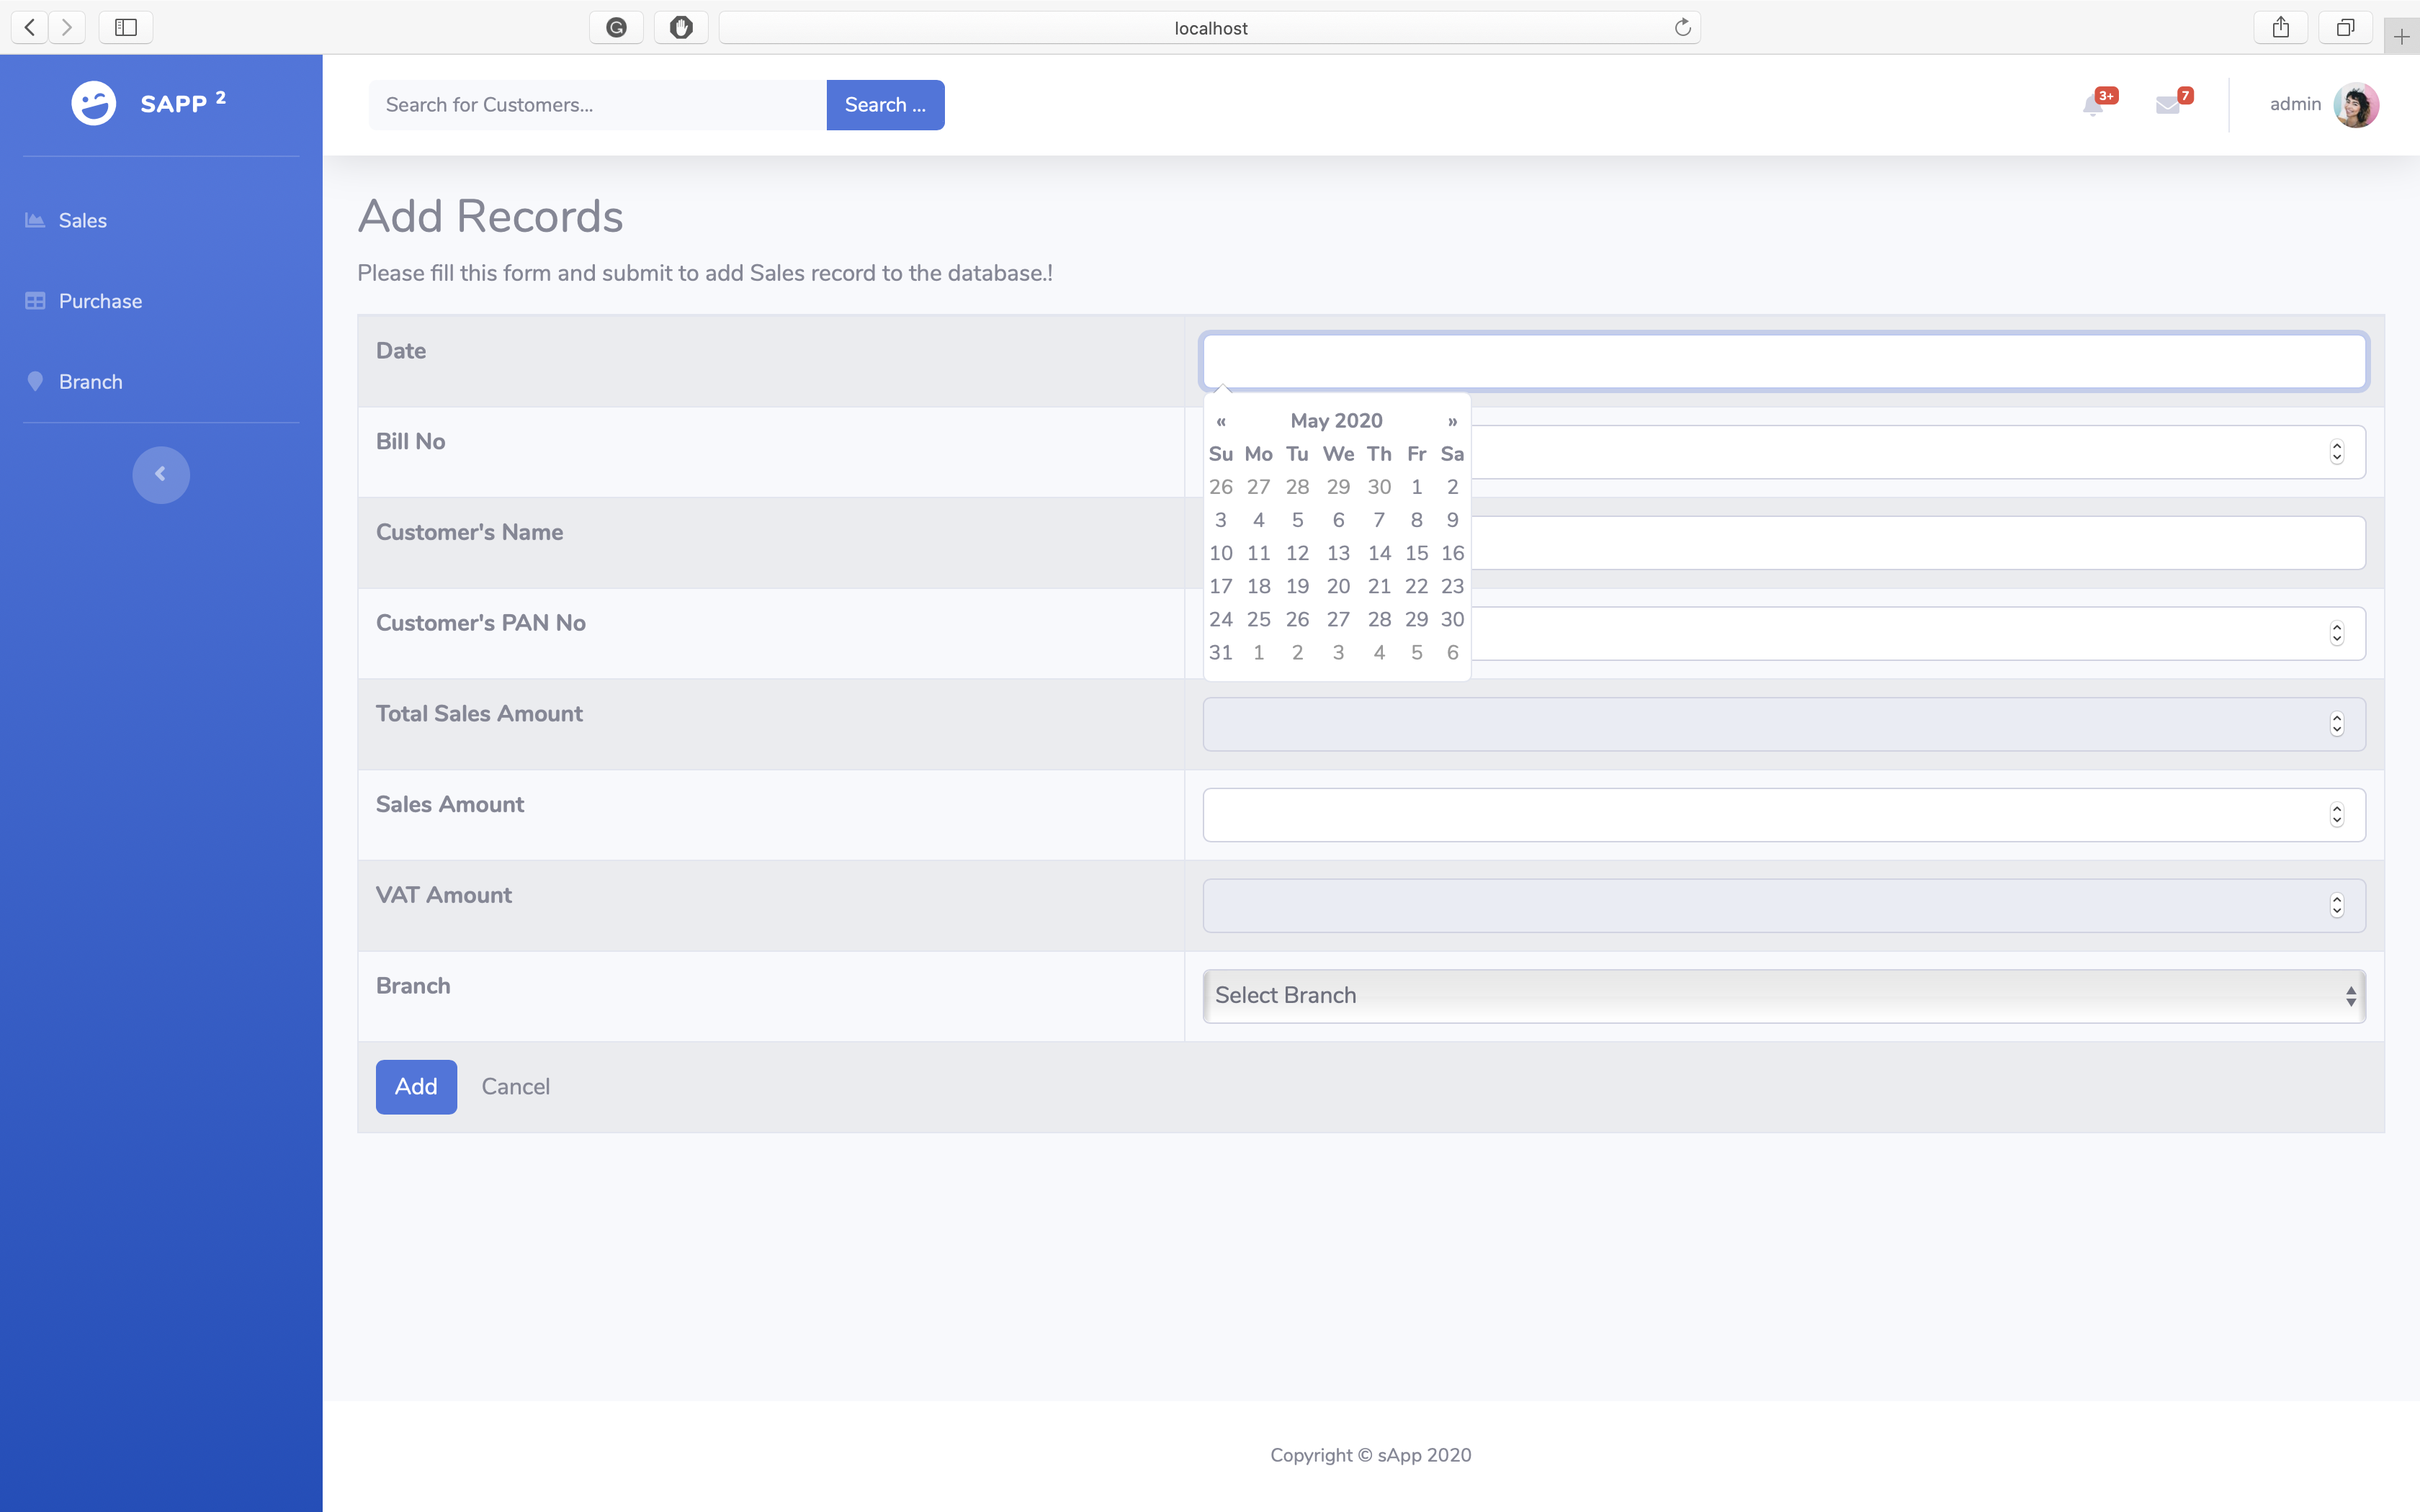 localhost
SAPP 2
Search for Customers...
Search ...
3+
7
admin
Sales
Purchase
Branch
Add Records
Please fill this form and submit to add Sales record to the database.!
Date
« May 2020 »
Su Mo Tu We Th Fr Sa
26 27 28 29 30 1 2
3 4 5 6 7 8 9
10 11 12 13 14 15 16
17 18 19 20 21 22 23
24 25 26 27 28 29 30
31 1 2 3 4 5 6
Bill No
Customer's Name
Customer's PAN No
Total Sales Amount
Sales Amount
VAT Amount
Branch
Select Branch
Add
Cancel
Copyright © sApp 2020